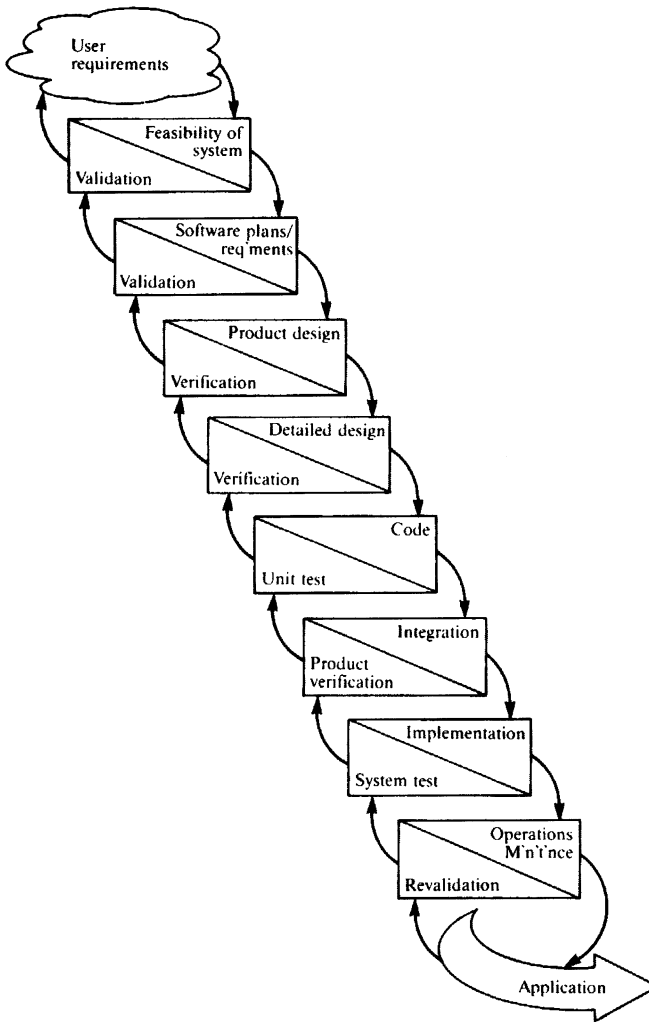 User
requirements
Feasibility of
system
Validation
Software plans/
req'ments
Validation
Product design
Verification
Detailed design
Verification
Code
Unit test
Integration
Product
verification
Implementation
System test
Operations
M'n't'nce
Revalidation
Application